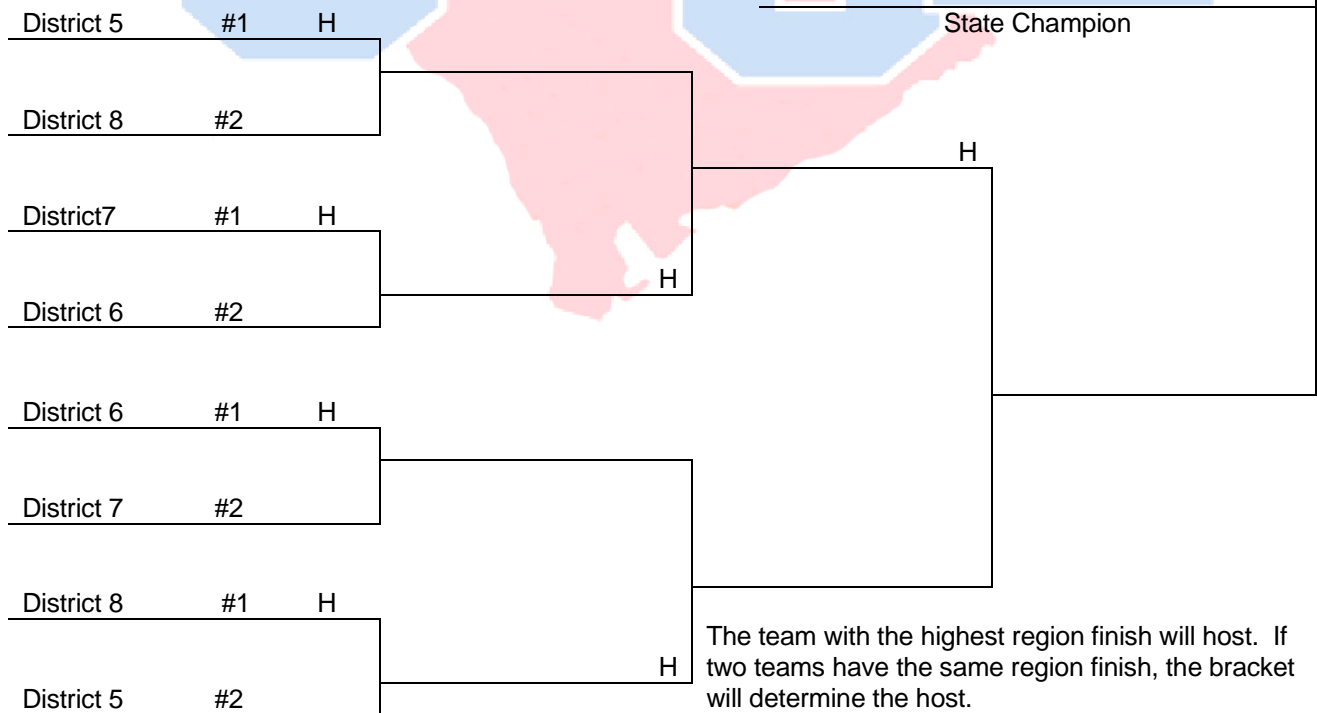 State Champion
District 5 #1 H
District 8 #2
H
District7 #1 H
H
District 6 #2
District 6 #1 H
District 7 #2
District 8 #1 H
The team with the highest region finish will host. If
two teams have the same region finish, the bracket
will determine the host.
H
District 5 #2